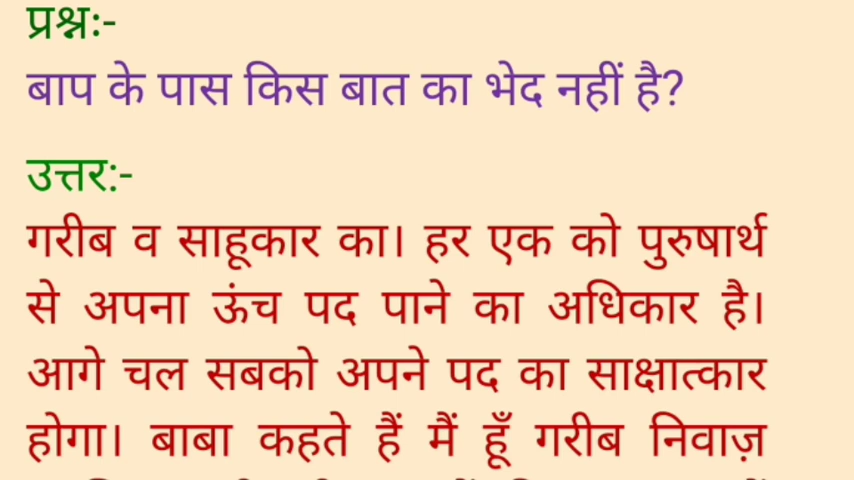 प्रश्नः-
बाप के पास किस बात का भेद नहीं है?
उत्तर:-
गरीब व साहूकार का। हर एक को पुरुषार्थ
से अपना ऊंच पद पाने का अधिकार है।
आगे चल सबको अपने पद का साक्षात्कार
होगा। बाबा कहते हैं मैं हूँ गरीब निवाज़